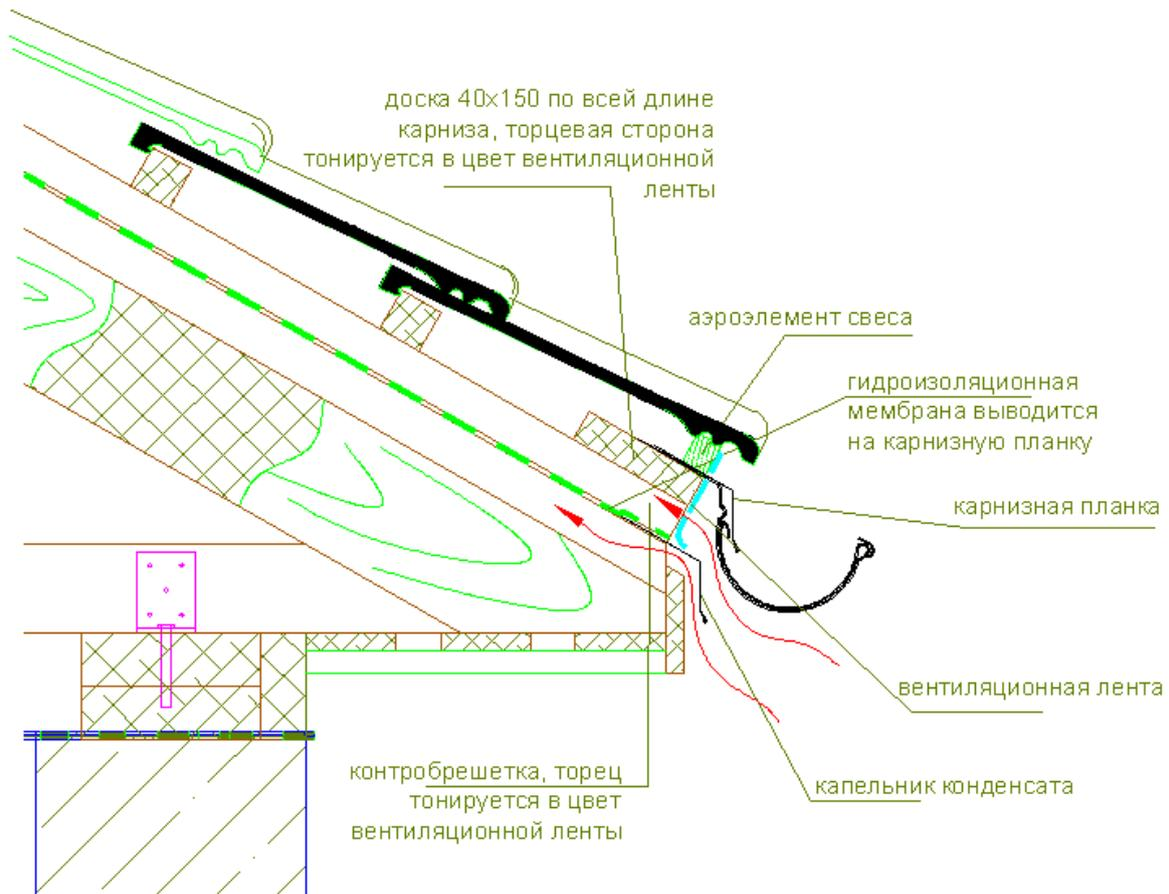 доска 40х150 по всей длине
карниза, торцевая сторона
тонируется в цвет вентиляционной
ленты
аэроэлемент свеса
гидроизоляционная
мембрана выводится
на карнизную планку
карнизная планка
вентиляционная лента
контробрешетка, торец
тонируется в цвет
вентиляционной ленты
капельник конденсата